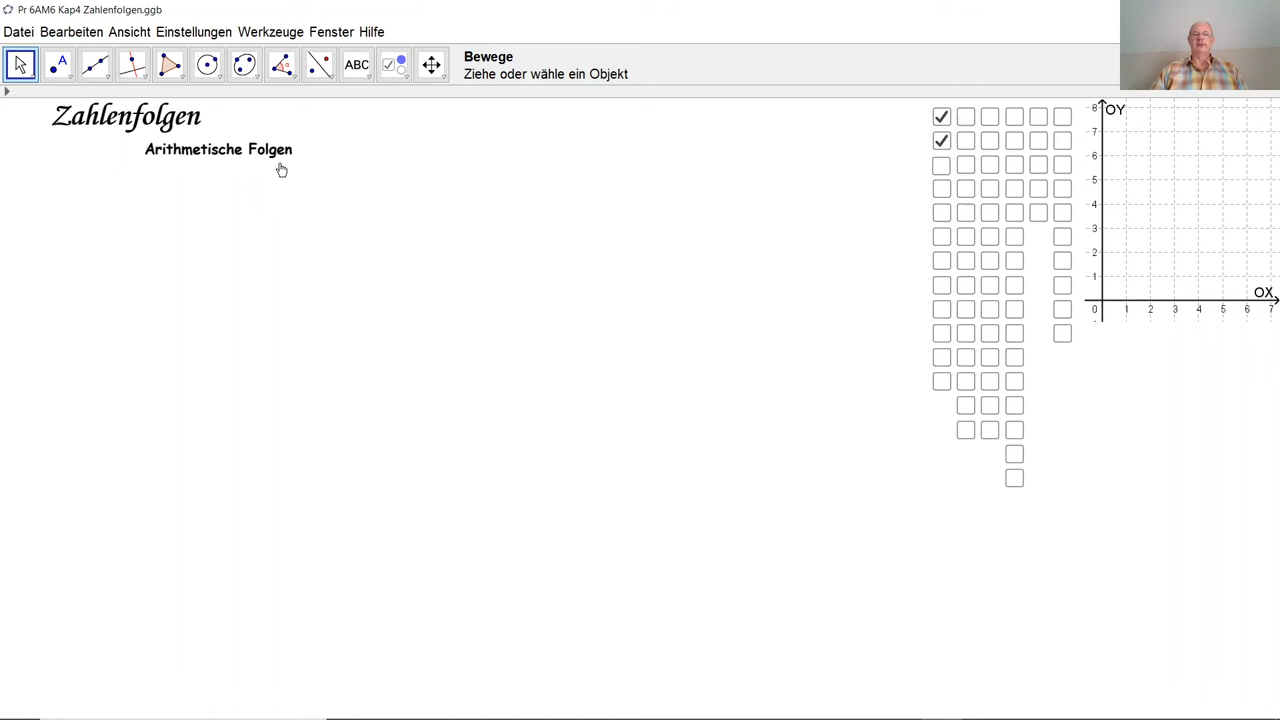 Pr 6AM6 Kap4 Zahlenfolgen.ggb
Datei Bearbeiten Ansicht Einstellungen Werkzeuge Fenster Hilfe
A
ABC
Bewege
Ziehe oder wähle ein Objekt
Zahlenfolgen
Arithmetische Folgen
OY
8
7
6
5
4
3
2
1
OX
0 1 2 3 4 5 6 7